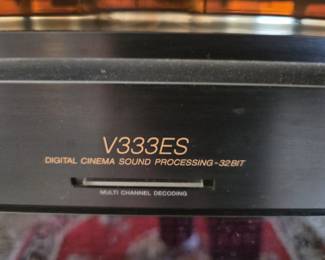 V333ES
DIGITAL CINEMA SOUND PROCESSING-32BIT
MULTI CHANNEL DECODING